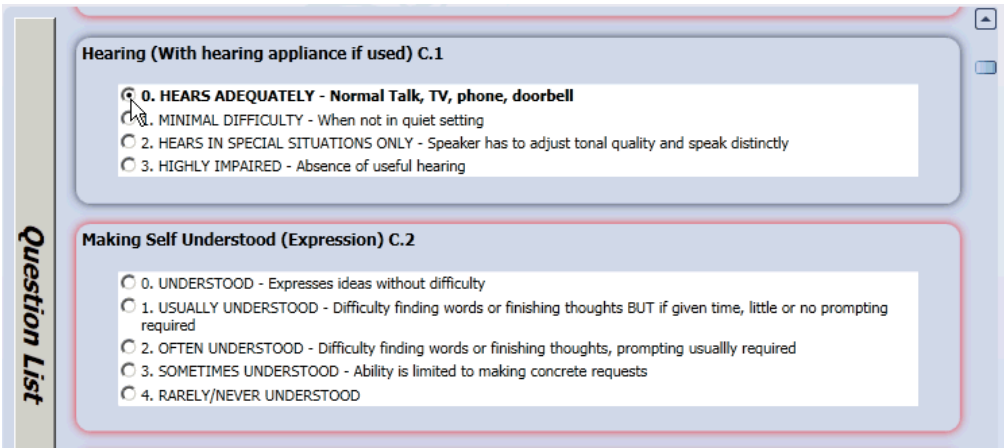 Hearing (With hearing appliance if used) C.1
0. HEARS ADEQUATELY - Normal Talk, TV, phone, doorbell
1. MINIMAL DIFFICULTY - When not in quiet setting
2. HEARS IN SPECIAL SITUATIONS ONLY - Speaker has to adjust tonal quality and speak distinctly
3. HIGHLY IMPAIRED - Absence of useful hearing
Question List
Making Self Understood (Expression) C.2
0. UNDERSTOOD - Expresses ideas without difficulty
1. USUALLY UNDERSTOOD - Difficulty finding words or finishing thoughts BUT if given time, little or no prompting
required
2. OFTEN UNDERSTOOD - Difficulty finding words or finishing thoughts, prompting usuallly required
3. SOMETIMES UNDERSTOOD - Ability is limited to making concrete requests
4. RARELY/NEVER UNDERSTOOD